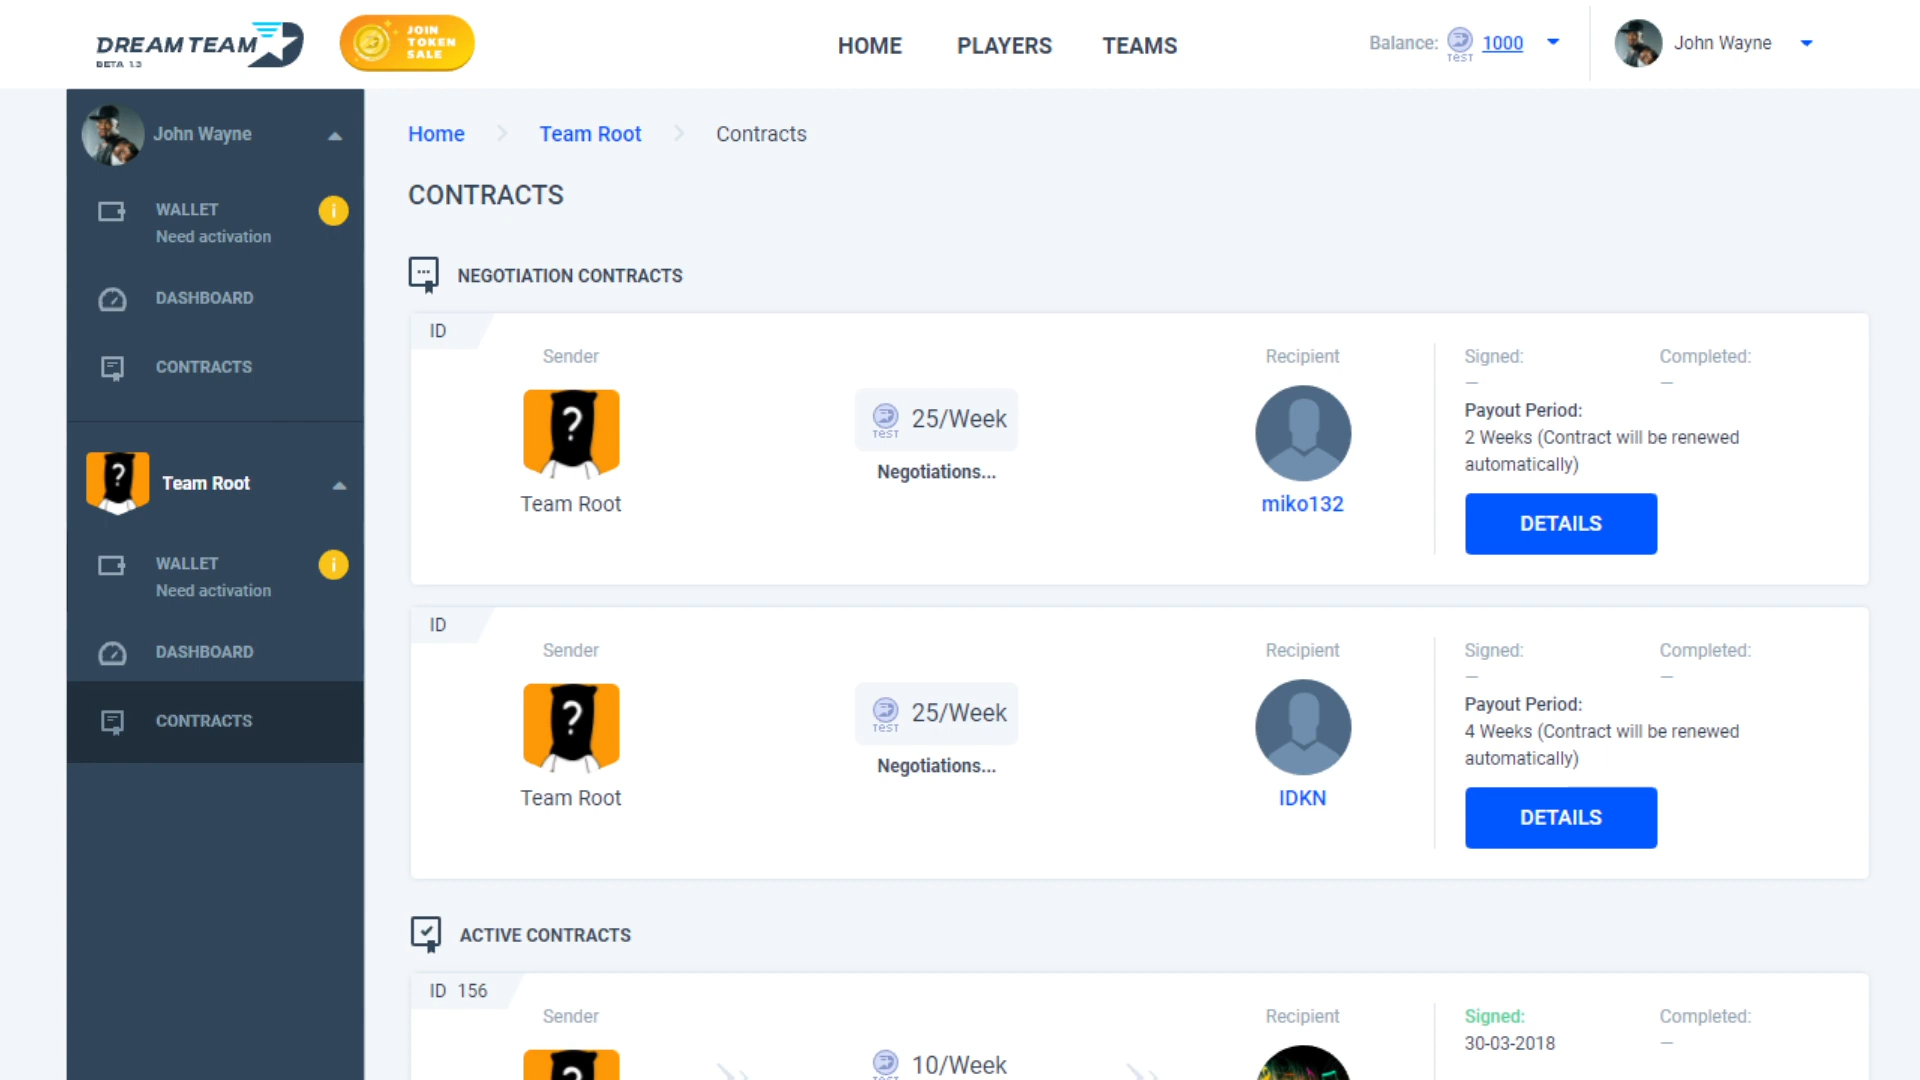 DREAMTEAM
BETA 1.3
JOIN
TOKEN
SALE
HOME
PLAYERS
TEAMS
Balance:
TEST
1000
John Wayne
John Wayne
WALLET
Need activation
i
DASHBOARD
CONTRACTS
?
Team Root
WALLET
Need activation
i
DASHBOARD
CONTRACTS
Home
Team Root
Contracts
CONTRACTS
NEGOTIATION CONTRACTS
ID
Sender
?
Team Root
TEST
25/Week
Negotiations...
Recipient
miko132
Signed:
—
Completed:
—
Payout Period:
2 Weeks (Contract will be renewed
automatically)
DETAILS
ID
Sender
?
Team Root
TEST
25/Week
Negotiations...
Recipient
IDKN
Signed:
—
Completed:
—
Payout Period:
4 Weeks (Contract will be renewed
automatically)
DETAILS
ACTIVE CONTRACTS
ID 156
Sender
?
TEST
10/Week
Recipient
Signed:
30-03-2018
Completed:
—